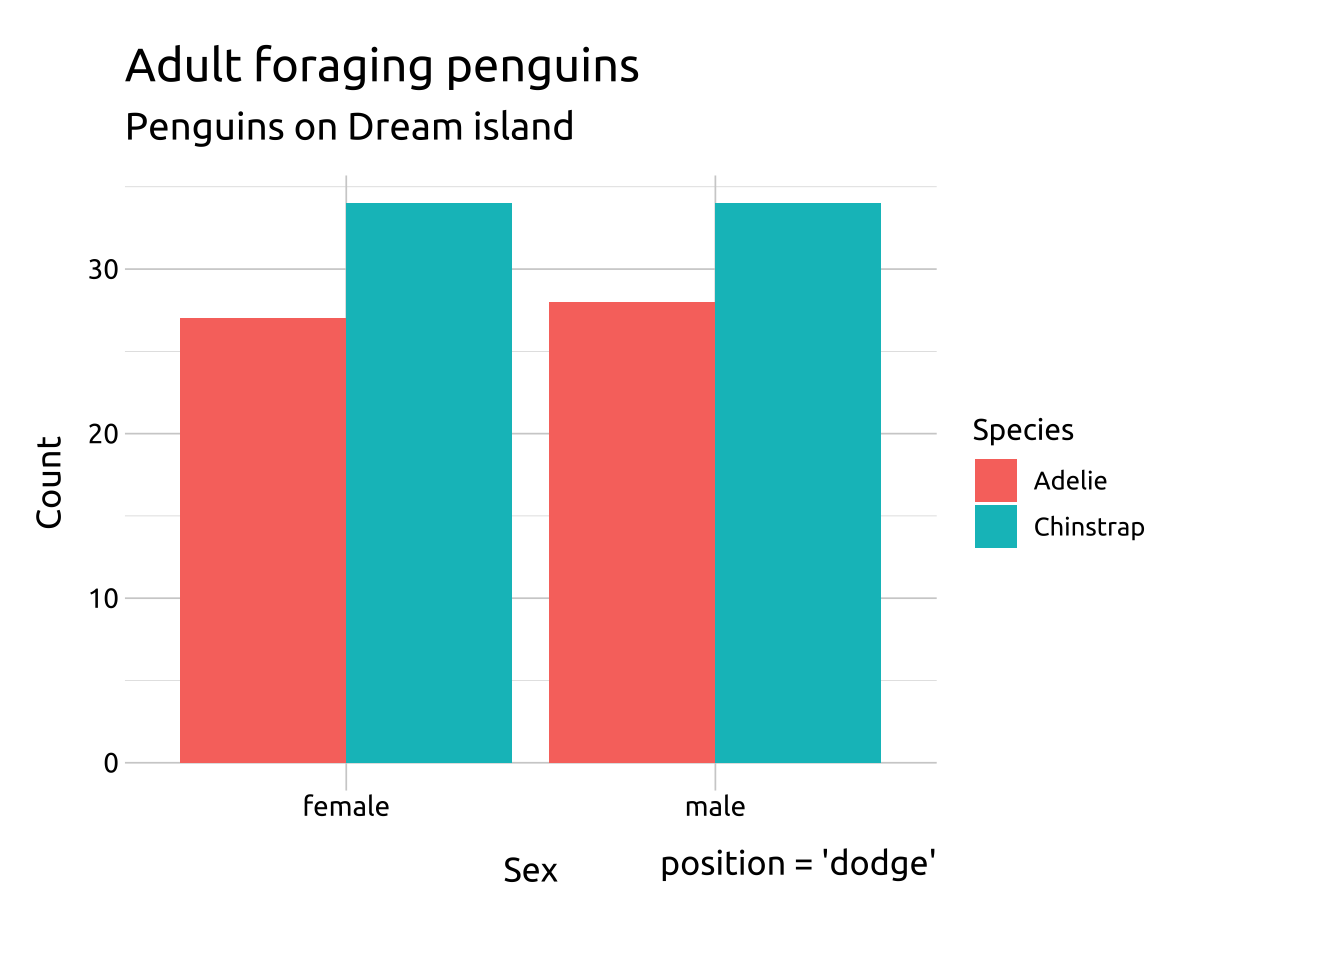 Adult foraging penguins
Penguins on Dream island
Count
30
20
10
0
female
male
Sex
position = 'dodge'
Species
Adelie
Chinstrap